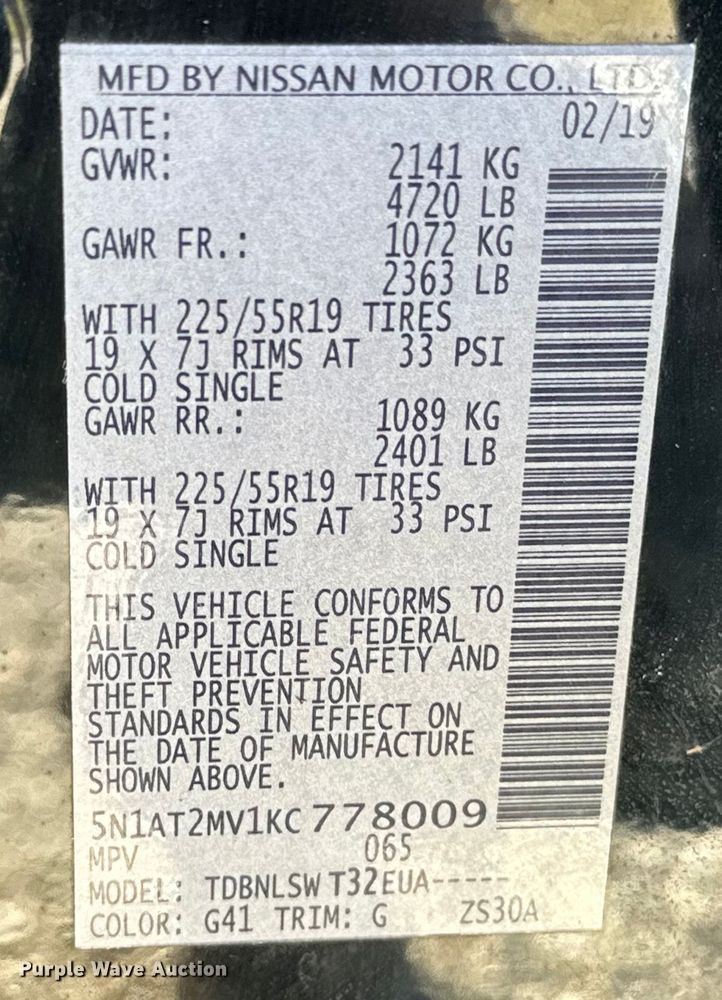 MFD BY NISSAN MOTOR CO., LTD.
DATE: 02/19
GVWR: 2141 KG
4720 LB
GAWR FR.: 1072 KG
2363 LB
WITH 225/55R19 TIRES
19 X 7J RIMS AT 33 PSI
COLD SINGLE
GAWR RR.: 1089 KG
2401 LB
WITH 225/55R19 TIRES
19 X 7J RIMS AT 33 PSI
COLD SINGLE
THIS VEHICLE CONFORMS TO
ALL APPLICABLE FEDERAL
MOTOR VEHICLE SAFETY AND
THEFT PREVENTION
STANDARDS IN EFFECT ON
THE DATE OF MANUFACTURE
SHOWN ABOVE.
5N1AT2MV1KC778009
MPV 065
MODEL: TDBNLSW T32EUA-----
COLOR: G41 TRIM: G ZS30A
Purple Wave Auction